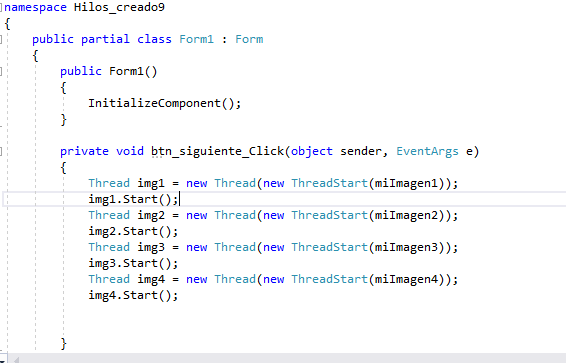 namespace Hilos_creado9
{
    public partial class Form1 : Form
    {
        public Form1()
        {
            InitializeComponent();
        }

        private void btn_siguiente_Click(object sender, EventArgs e)
        {
            Thread img1 = new Thread(new ThreadStart(miImagen1));
            img1.Start();
            Thread img2 = new Thread(new ThreadStart(miImagen2));
            img2.Start();
            Thread img3 = new Thread(new ThreadStart(miImagen3));
            img3.Start();
            Thread img4 = new Thread(new ThreadStart(miImagen4));
            img4.Start();

        }